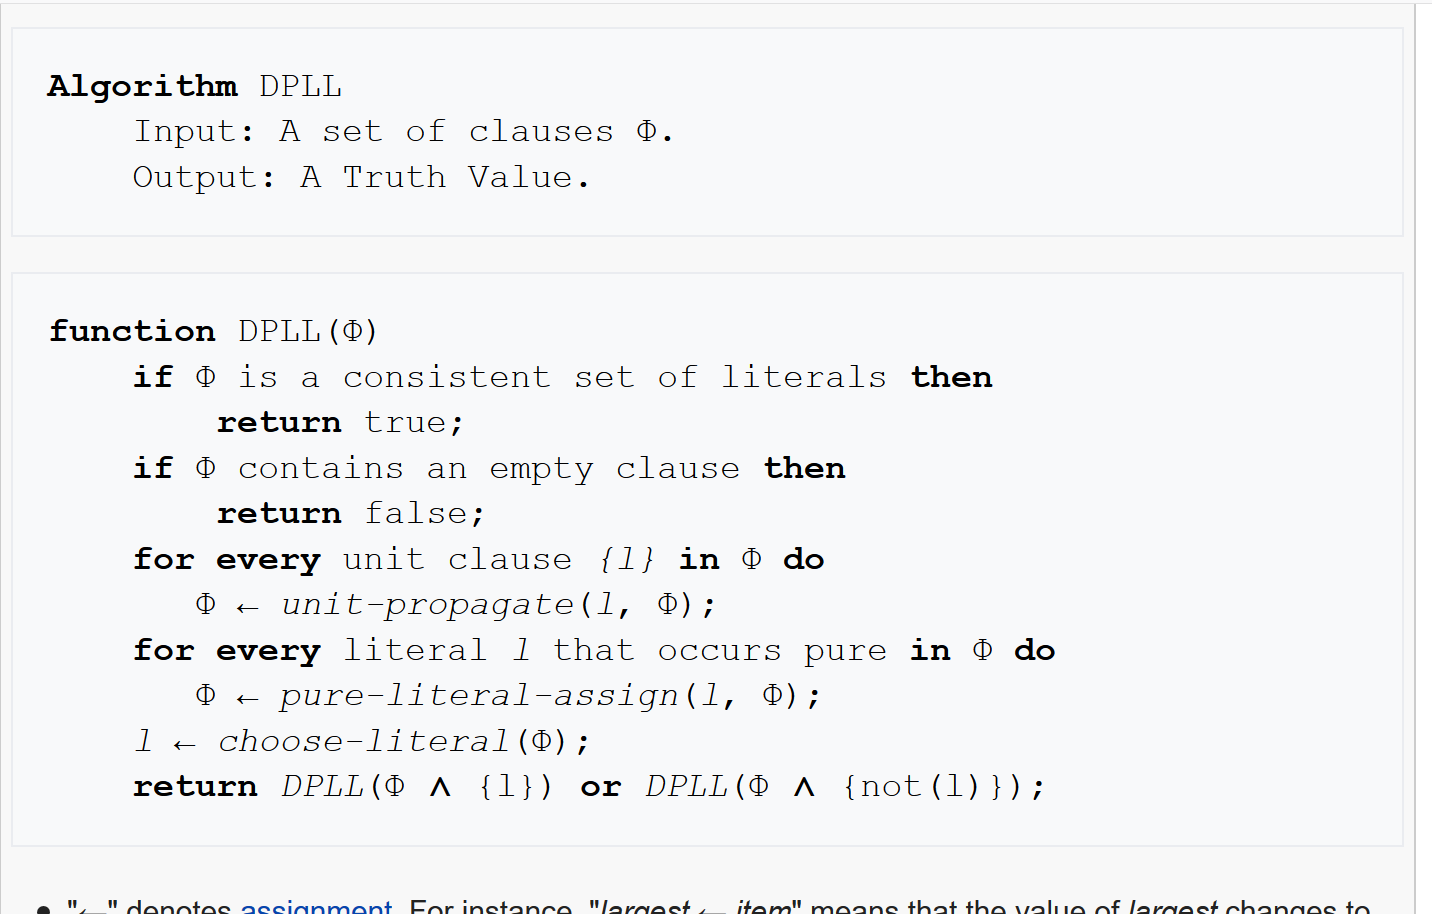 Algorithm DPLL
Input: A set of clauses Φ.
Output: A Truth Value.
function DPLL(Φ)
if Φ is a consistent set of literals then
return true;
if Φ contains an empty clause then
return false;
for every unit clause {l} in Φ do
Φ ← unit-propagate(l, Φ);
for every literal l that occurs pure in Φ do
Φ ← pure-literal-assign(l, Φ);
l ← choose-literal(Φ);
return DPLL(Φ ∧ {l}) or DPLL(Φ ∧ {not(l)});
• "←" denotes assignment. For instance, "largest ← item" means that the value of largest changes to